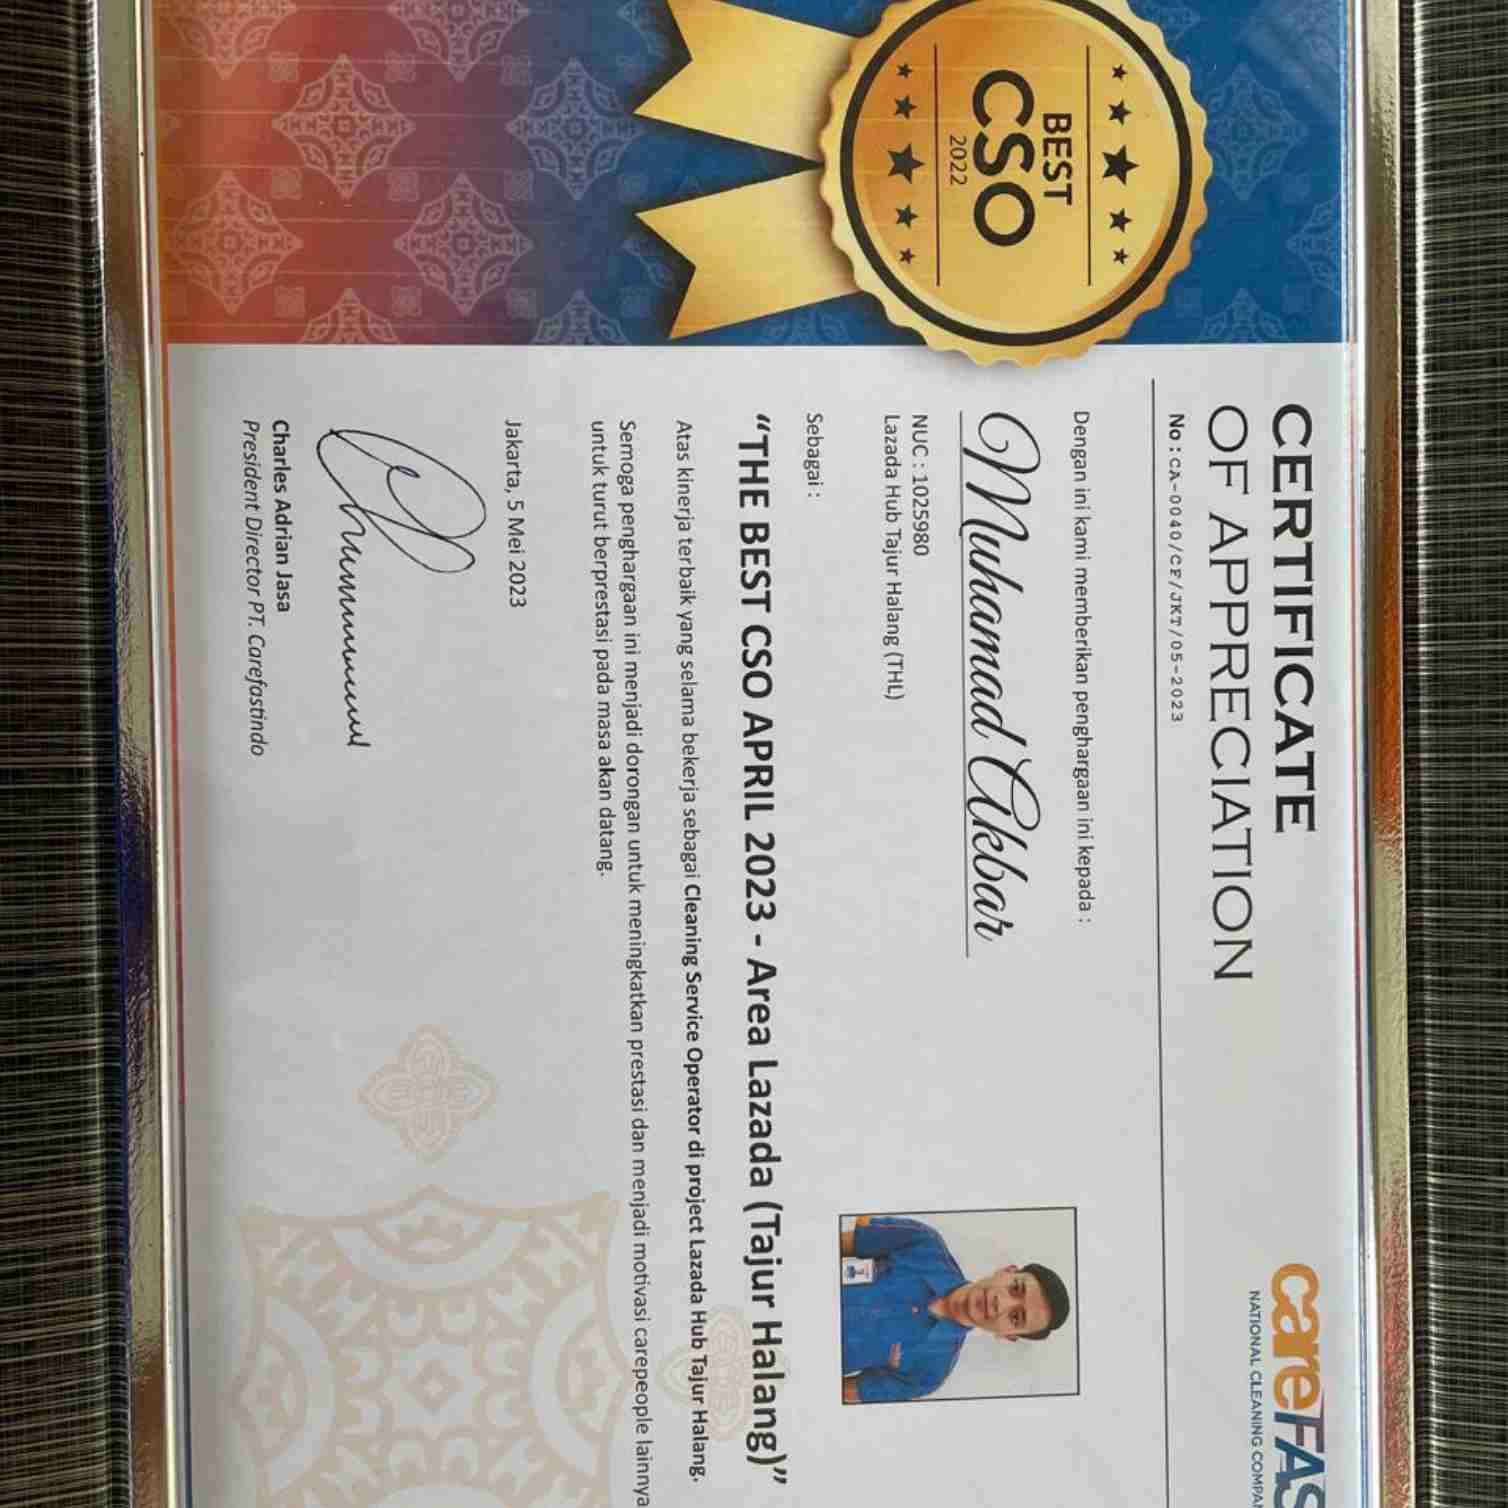 BEST
CSO
2022
CERTIFICATE
OF APPRECIATION
No : CA-0040/CF/JKT/05-2023
careFAS
NATIONAL CLEANING COMPA
Dengan ini kami memberikan penghargaan ini kepada :
Muhamad Akbar
NUC : 1025980
Lazada Hub Tajur Halang (THL)
Sebagai :
“THE BEST CSO APRIL 2023 - Area Lazada (Tajur Halang)”
Atas kinerja terbaik yang selama bekerja sebagai Cleaning Service Operator di project Lazada Hub Tajur Halang.
Semoga penghargaan ini menjadi dorongan untuk meningkatkan prestasi dan menjadi motivasi carepeople lainnya
untuk turut berprestasi pada masa akan datang.
Jakarta, 5 Mei 2023
Charles Adrian Jasa
President Director PT. Carefastindo